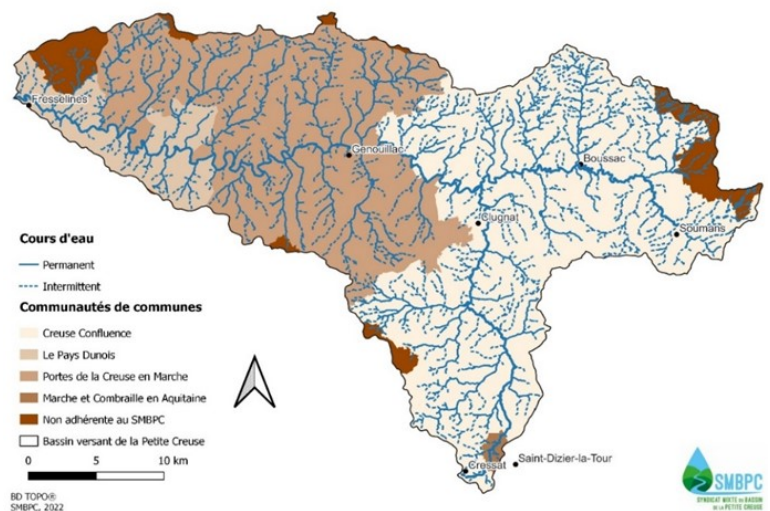 Fresselines
Genouillac
Boussac
Clugnat
Soumans
Cours d'eau
Permanent
Intermittent
Communautés de communes
Creuse Confluence
Le Pays Dunois
Portes de la Creuse en Marche
Marche et Combraille en Aquitaine
Non adhérente au SMBPC
Bassin versant de la Petite Creuse
0 5 10 km
Cressat
Saint-Dizier-la-Tour
BD TOPO®
SMBPC, 2022
SMBPC
SYNDICAT MIXTE DU BASSIN
DE LA PETITE CREUSE